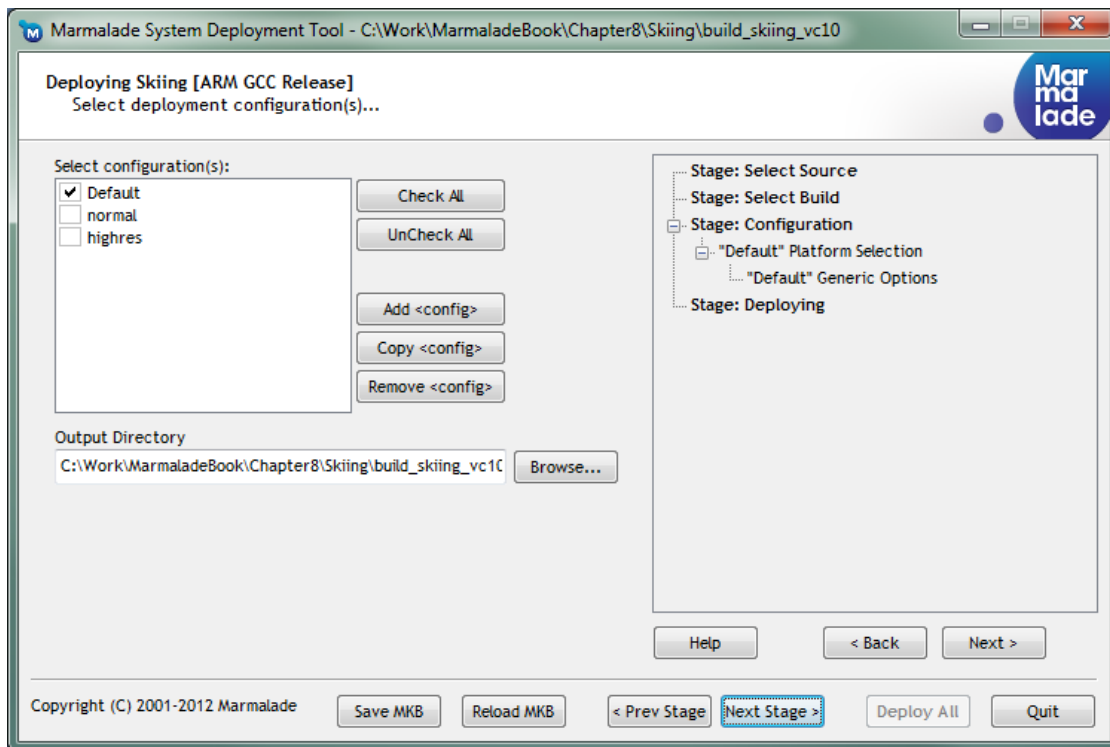 Marmalade System Deployment Tool - C:\Work\MarmaladeBook\Chapter8\Skiing\build_skiing_vc10
Deploying Skiing [ARM GCC Release]
Select deployment configuration(s)...
Mar
ma
lade
Select configuration(s):
Default
normal
highres
Check All
UnCheck All
Add <config>
Copy <config>
Remove <config>
Output Directory
C:\Work\MarmaladeBook\Chapter8\Skiing\build_skiing_vc10
Browse...
Stage: Select Source
Stage: Select Build
Stage: Configuration
"Default" Platform Selection
"Default" Generic Options
Stage: Deploying
Help
< Back
Next >
Copyright (C) 2001-2012 Marmalade
Save MKB
Reload MKB
< Prev Stage
Next Stage >
Deploy All
Quit